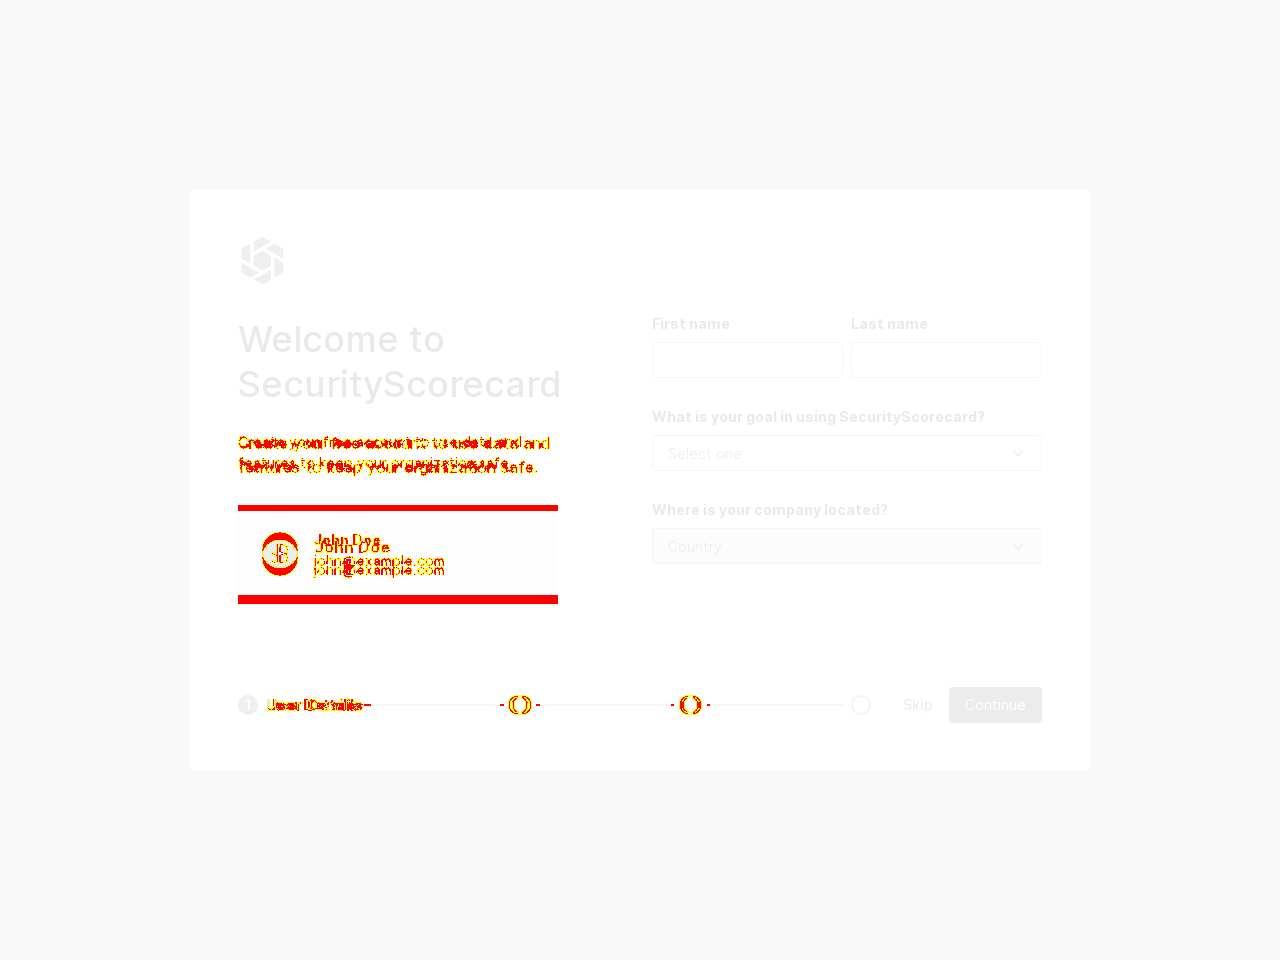 Welcome to
SecurityScorecard
Create your free account to use data and
features to keep your organization safe.
John Doe
john@example.com
First name
Last name
What is your goal in using SecurityScorecard?
Select one
Where is your company located?
Country
1
User Details
Skip
Continue